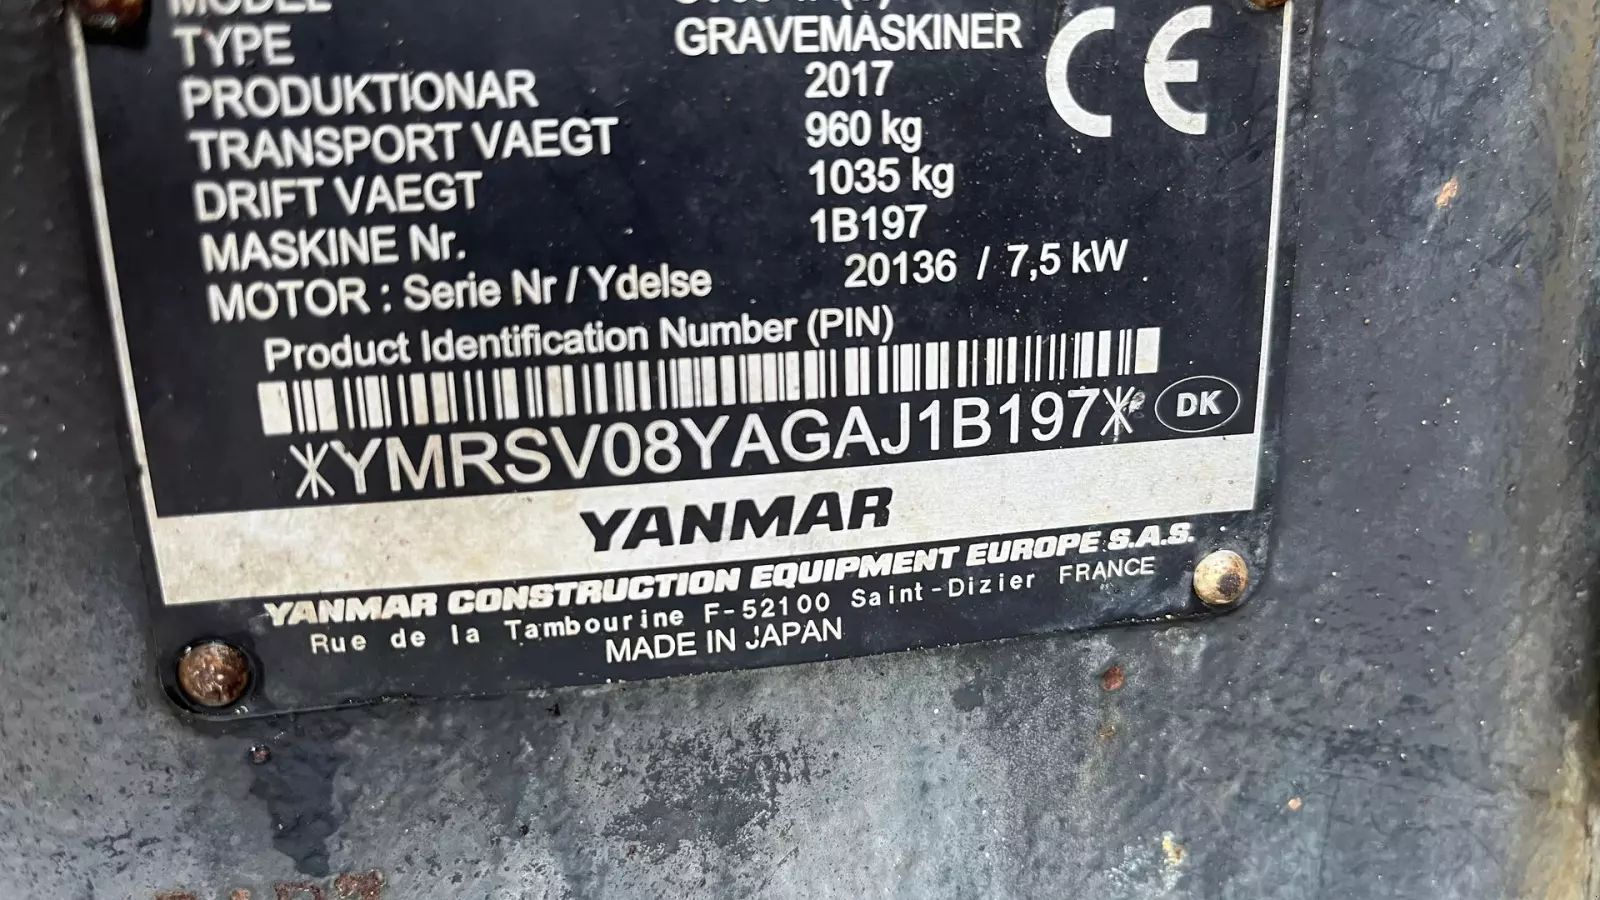 MODEL
TYPE GRAVEMASKINER
PRODUKTIONAR 2017
TRANSPORT VAEGT 960 kg
DRIFT VAEGT 1035 kg
MASKINE Nr. 1B197
MOTOR : Serie Nr / Ydelse 20136 / 7,5 kW
CE
Product Identification Number (PIN)
*YMRSV08YAGAJ1B197*
DK
YANMAR
YANMAR CONSTRUCTION EQUIPMENT EUROPE S.A.S.
Rue de la Tambourine F-52100 Saint-Dizier FRANCE
MADE IN JAPAN